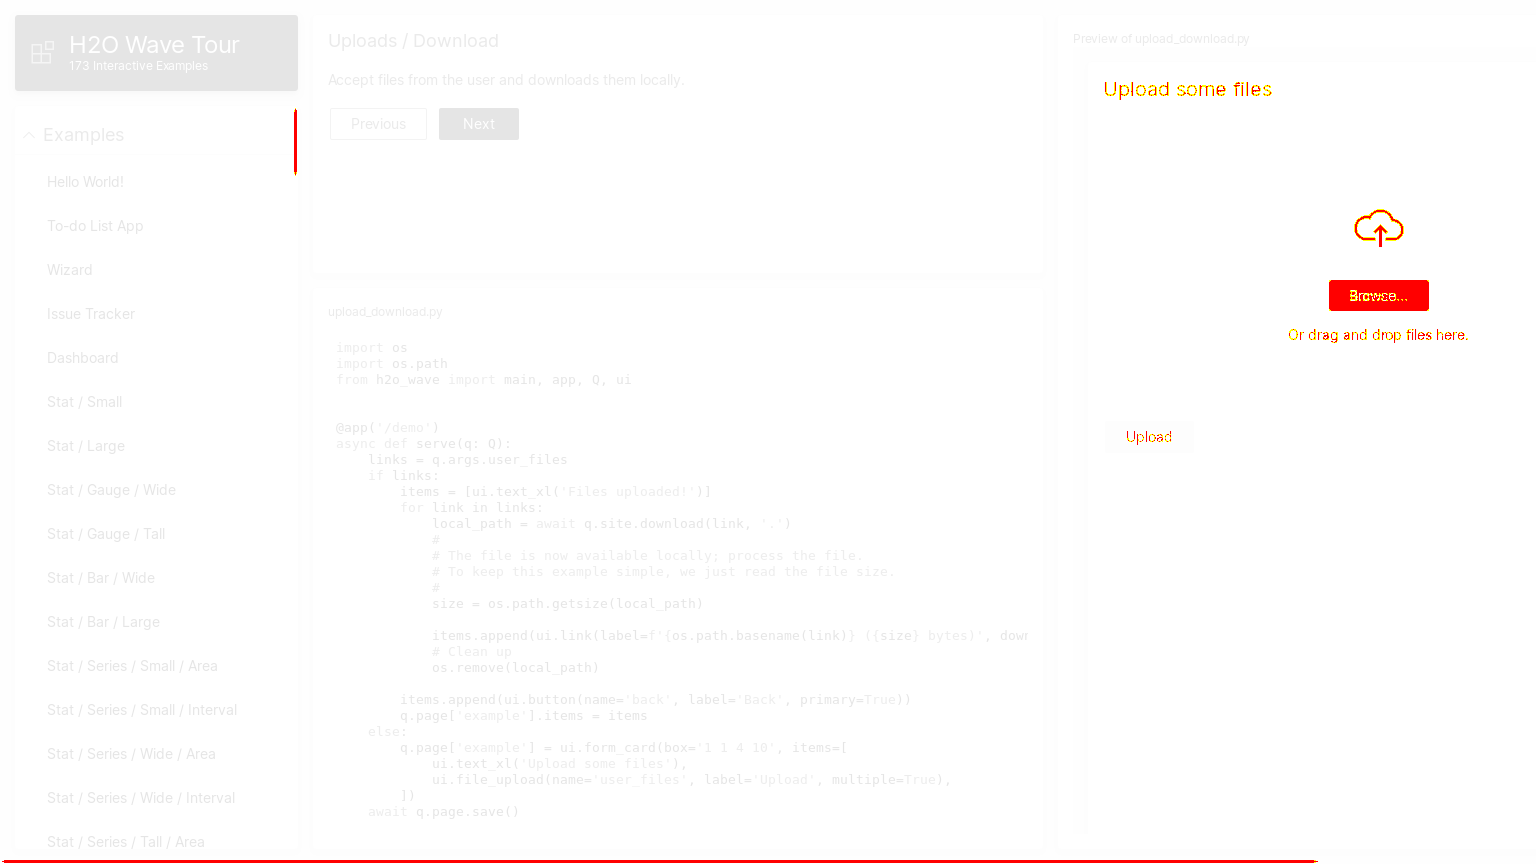 H2O Wave Tour
173 Interactive Examples
Examples
Hello World!
To-do List App
Wizard
Issue Tracker
Dashboard
Stat / Small
Stat / Large
Stat / Gauge / Wide
Stat / Gauge / Tall
Stat / Bar / Wide
Stat / Bar / Large
Stat / Series / Small / Area
Stat / Series / Small / Interval
Stat / Series / Wide / Area
Stat / Series / Wide / Interval
Stat / Series / Tall / Area
Uploads / Download
Accept files from the user and downloads them locally.
Previous
Next
upload_download.py
import os
import os.path
from h2o_wave import main, app, Q, ui
@app('/demo')
async def serve(q: Q):
    links = q.args.user_files
    if links:
        items = [ui.text_xl('Files uploaded!')]
        for link in links:
            local_path = await q.site.download(link, '.')
            #
            # The file is now available locally; process the file.
            # To keep this example simple, we just read the file size.
            #
            size = os.path.getsize(local_path)
            items.append(ui.link(label=f'{os.path.basename(link)} ({size} bytes)', down
            # Clean up
            os.remove(local_path)
        items.append(ui.button(name='back', label='Back', primary=True))
        q.page['example'].items = items
    else:
        q.page['example'] = ui.form_card(box='1 1 4 10', items=[
            ui.text_xl('Upload some files'),
            ui.file_upload(name='user_files', label='Upload', multiple=True),
        ])
    await q.page.save()
Preview of upload_download.py
Upload some files
Browse...
Or drag and drop files here.
Upload